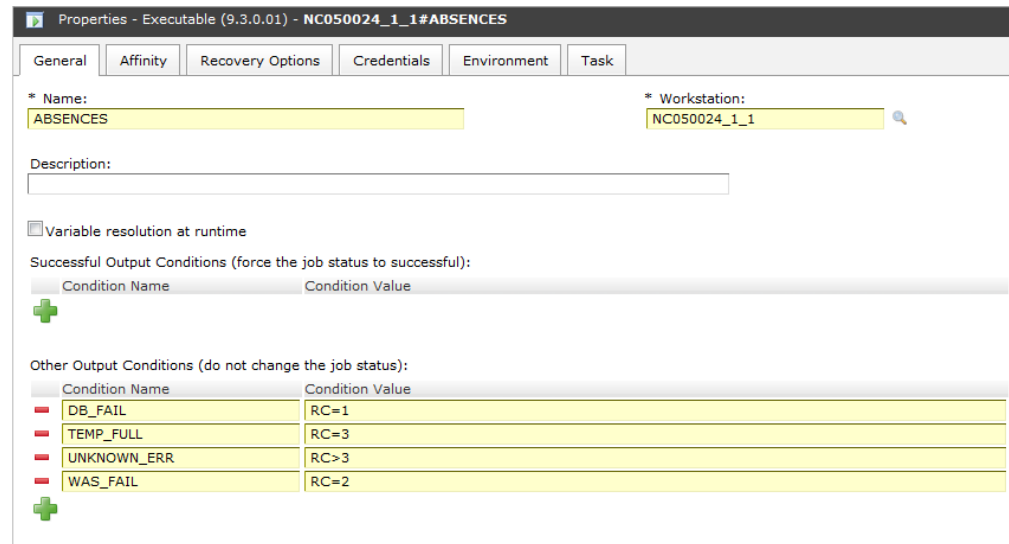 Properties - Executable (9.3.0.01) - NC050024_1_1#ABSENCES
General Affinity Recovery Options Credentials Environment Task
* Name: * Workstation:
ABSENCES NC050024_1_1
Description:
Variable resolution at runtime
Successful Output Conditions (force the job status to successful):
Condition Name Condition Value
Other Output Conditions (do not change the job status):
Condition Name Condition Value
DB_FAIL RC=1
TEMP_FULL RC=3
UNKNOWN_ERR RC>3
WAS_FAIL RC=2